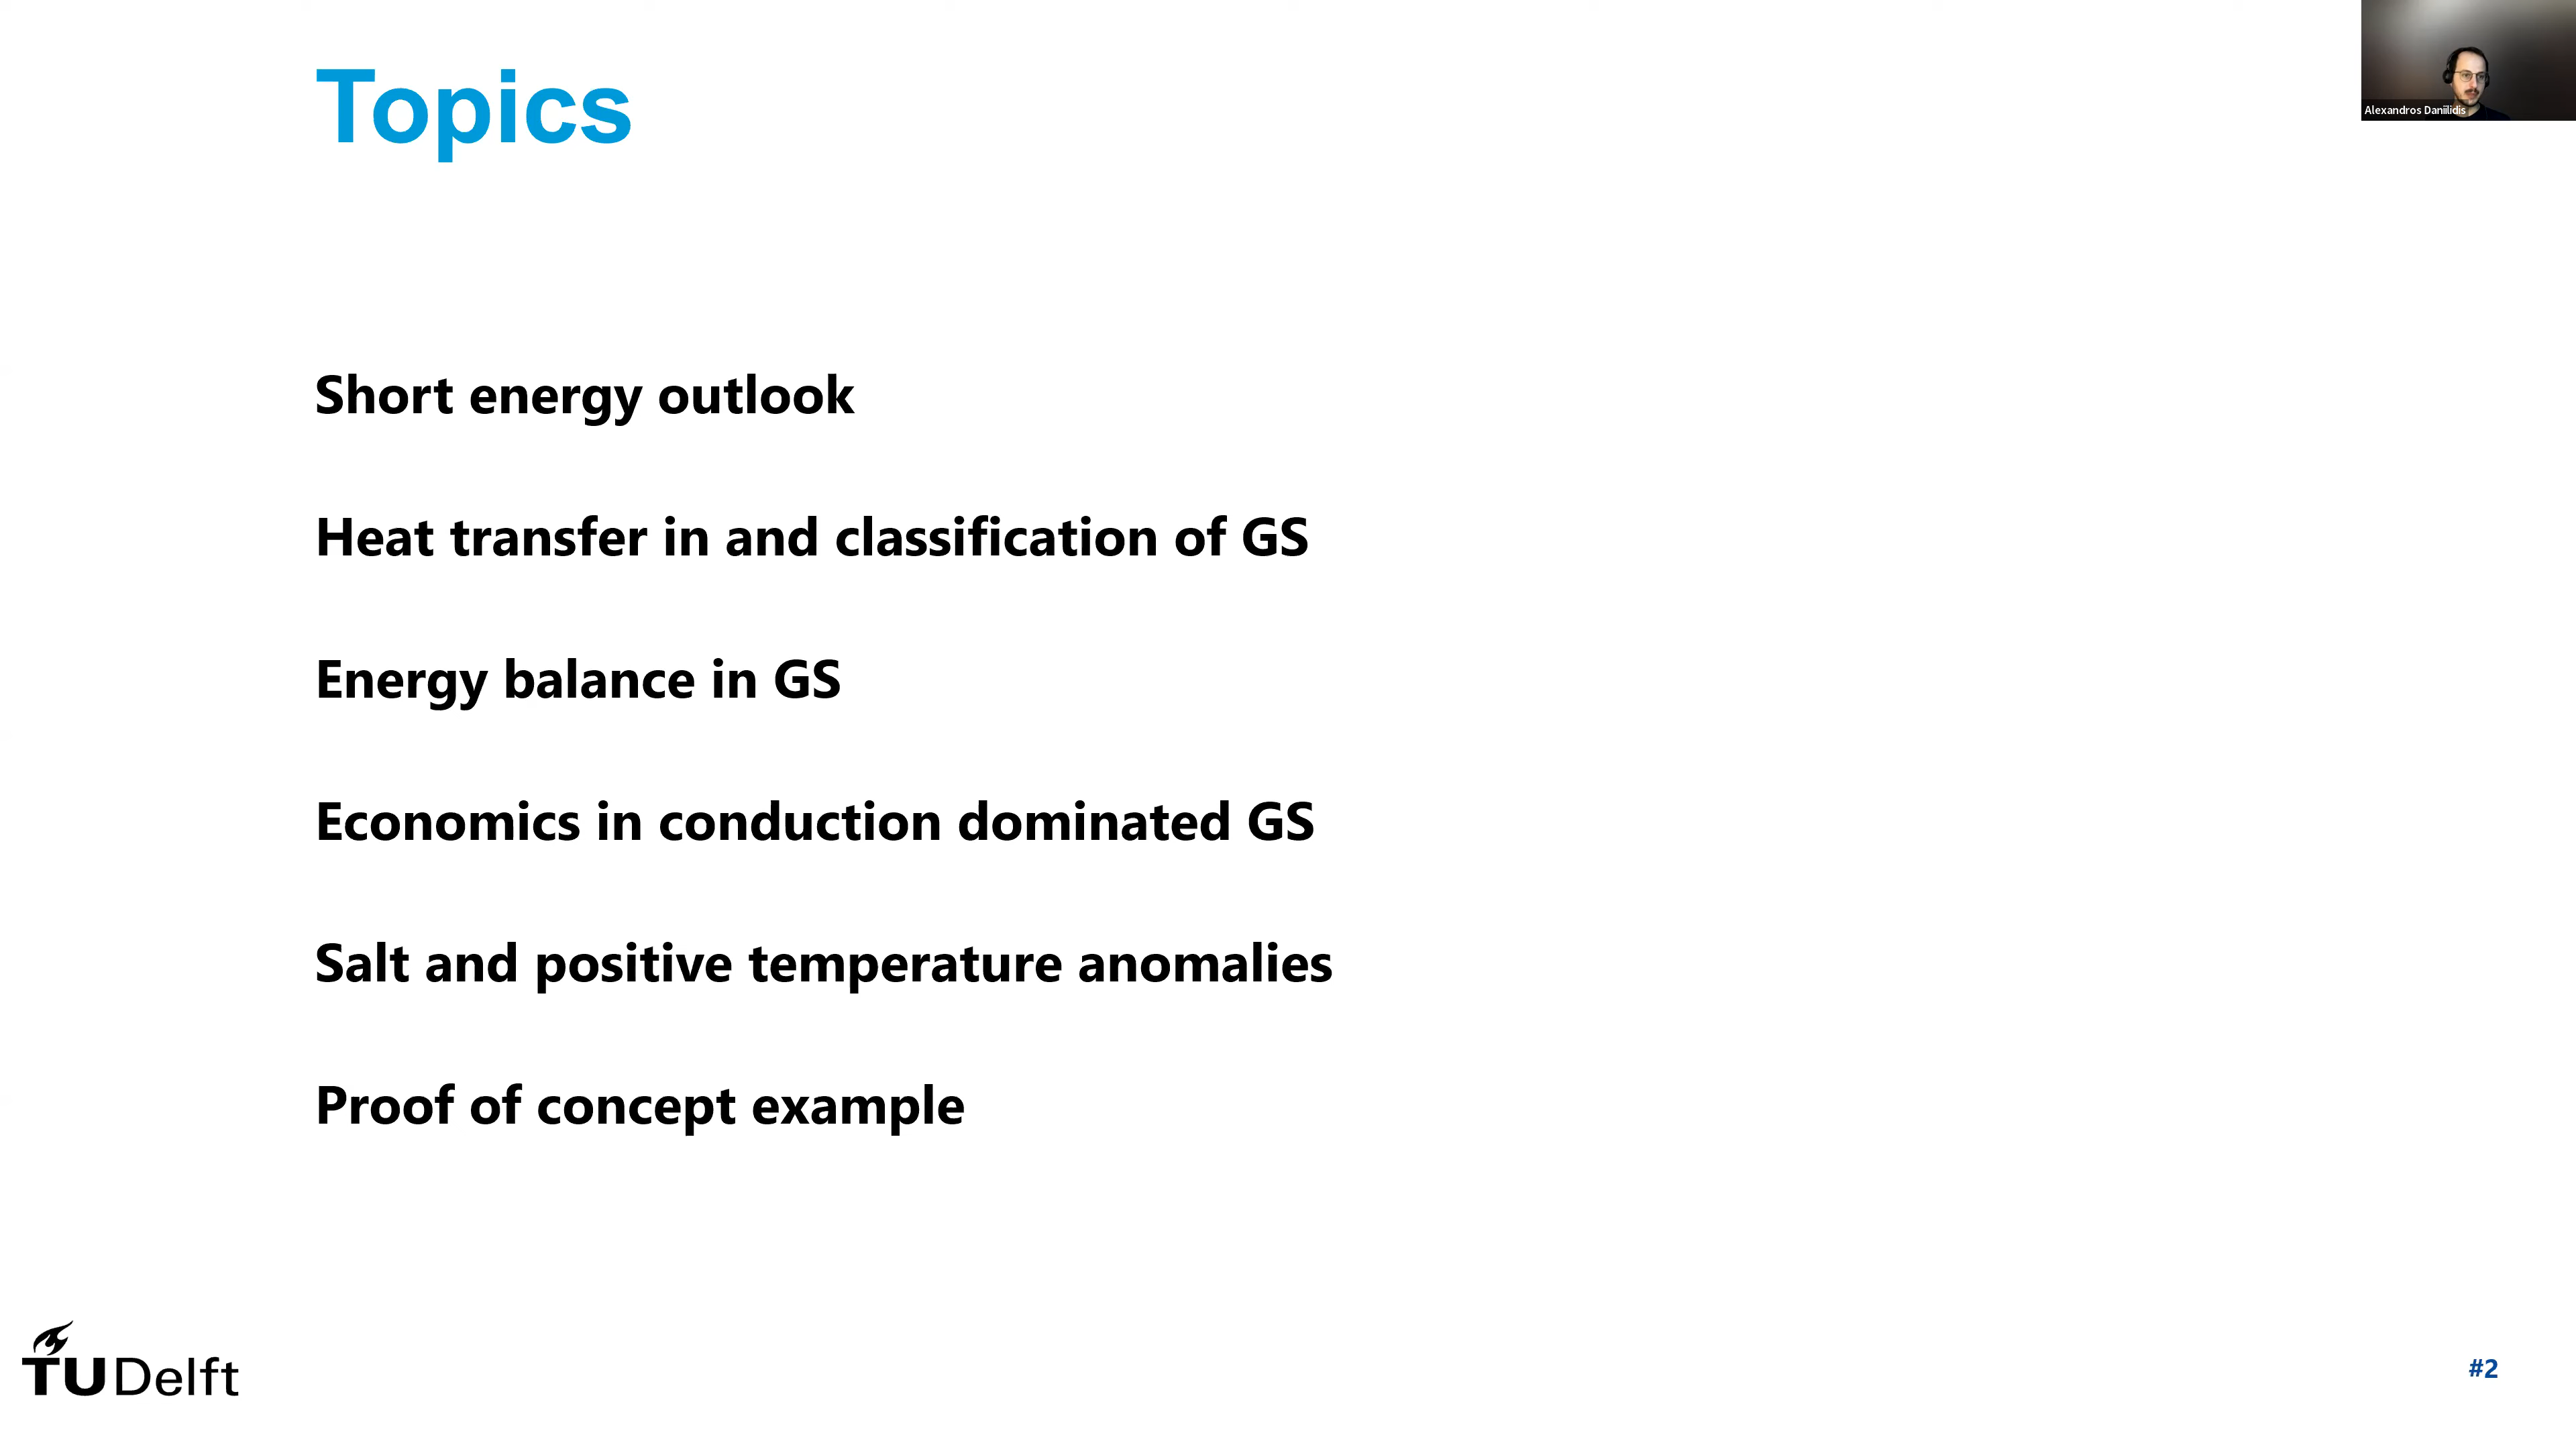 Topics
Alexandros Daniilidis
Short energy outlook
Heat transfer in and classification of GS
Energy balance in GS
Economics in conduction dominated GS
Salt and positive temperature anomalies
Proof of concept example
TUDelft
#2